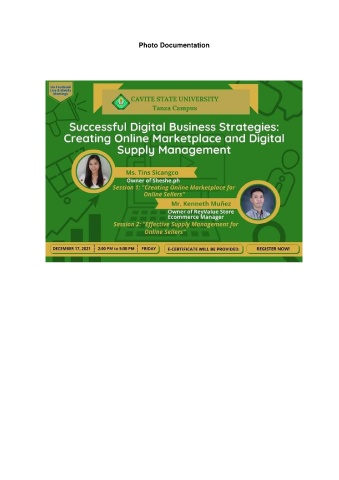 Photo Documentation
CAVITE STATE UNIVERSITY
Tanza Campus
Successful Digital Business Strategies:
Creating Online Marketplace and Digital
Supply Management
Ms. Tine Sicangco
Owner of Sheshe.ph
Session 1: "Creating Online Marketplace for
Online Sellers"
Mr. Kenneth Muñez
Owner of ReyValue Store
Ecommerce Manager
Session 2: "Effective Supply Management for
Online Sellers"
DECEMBER 17, 2021 2:00 PM to 5:00 PM FRIDAY E-CERTIFICATE WILL BE PROVIDED. REGISTER NOW!